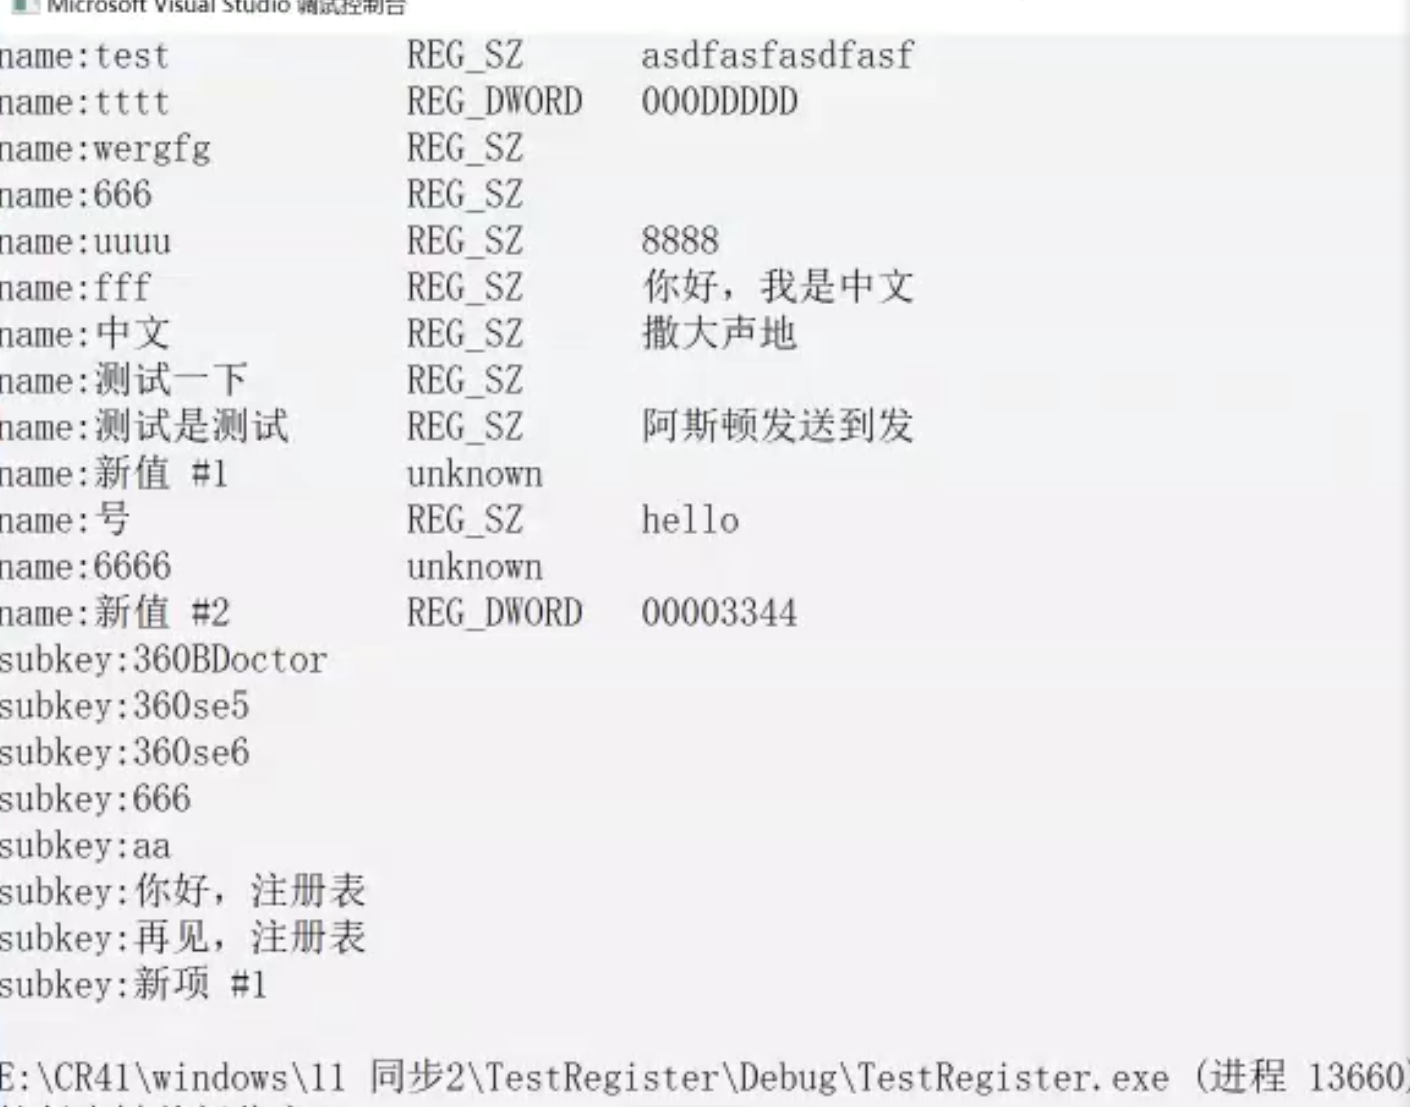 Microsoft Visual Studio 调试控制台
name:test REG_SZ asdfasfasdfasf
name:tttt REG_DWORD 000DDDDD
name:wergfg REG_SZ
name:666 REG_SZ
name:uuuu REG_SZ 8888
name:fff REG_SZ 你好，我是中文
name:中文 REG_SZ 撒大声地
name:测试一下 REG_SZ
name:测试是测试 REG_SZ 阿斯顿发送到发
name:新值 #1 unknown
name:号 REG_SZ hello
name:6666 unknown
name:新值 #2 REG_DWORD 00003344
subkey:360BDoctor
subkey:360se5
subkey:360se6
subkey:666
subkey:aa
subkey:你好，注册表
subkey:再见，注册表
subkey:新项 #1
E:\CR41\windows\11 同步2\TestRegister\Debug\TestRegister.exe (进程 13660)